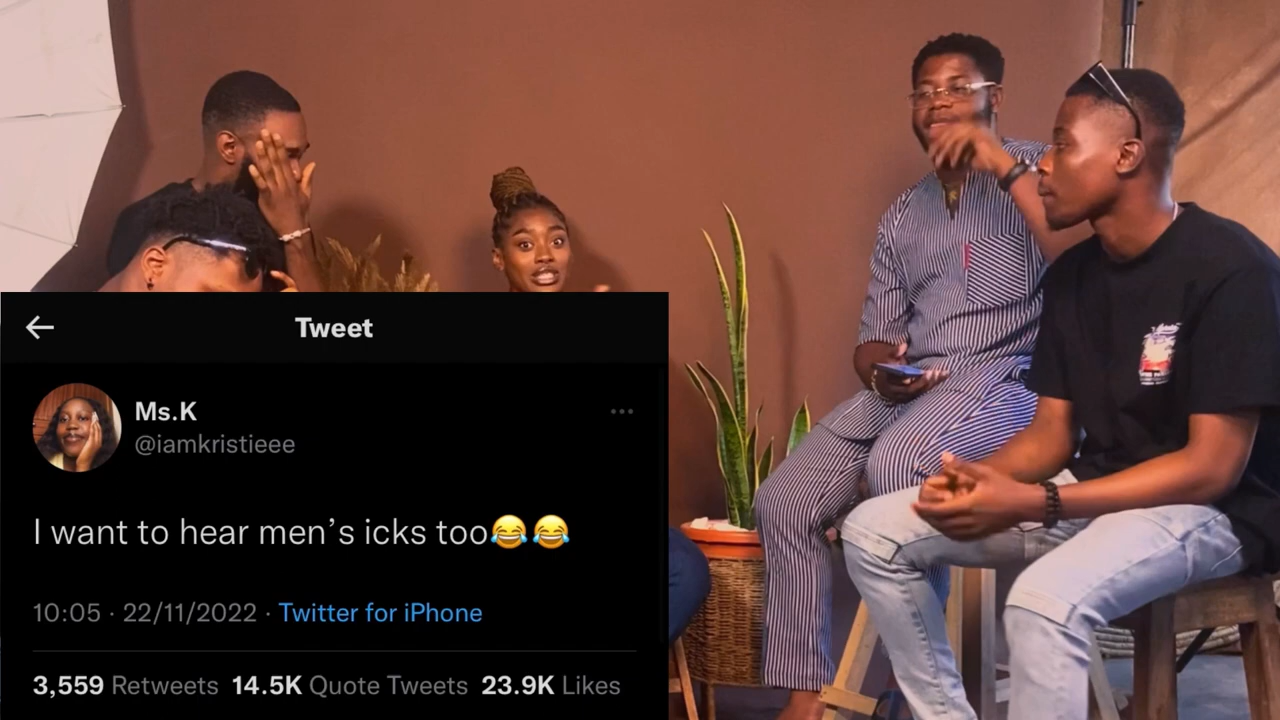 Tweet
Ms.K
@iamkristieee
I want to hear men's icks too😂😂
10:05 · 22/11/2022 · Twitter for iPhone
3,559 Retweets 14.5K Quote Tweets 23.9K Likes